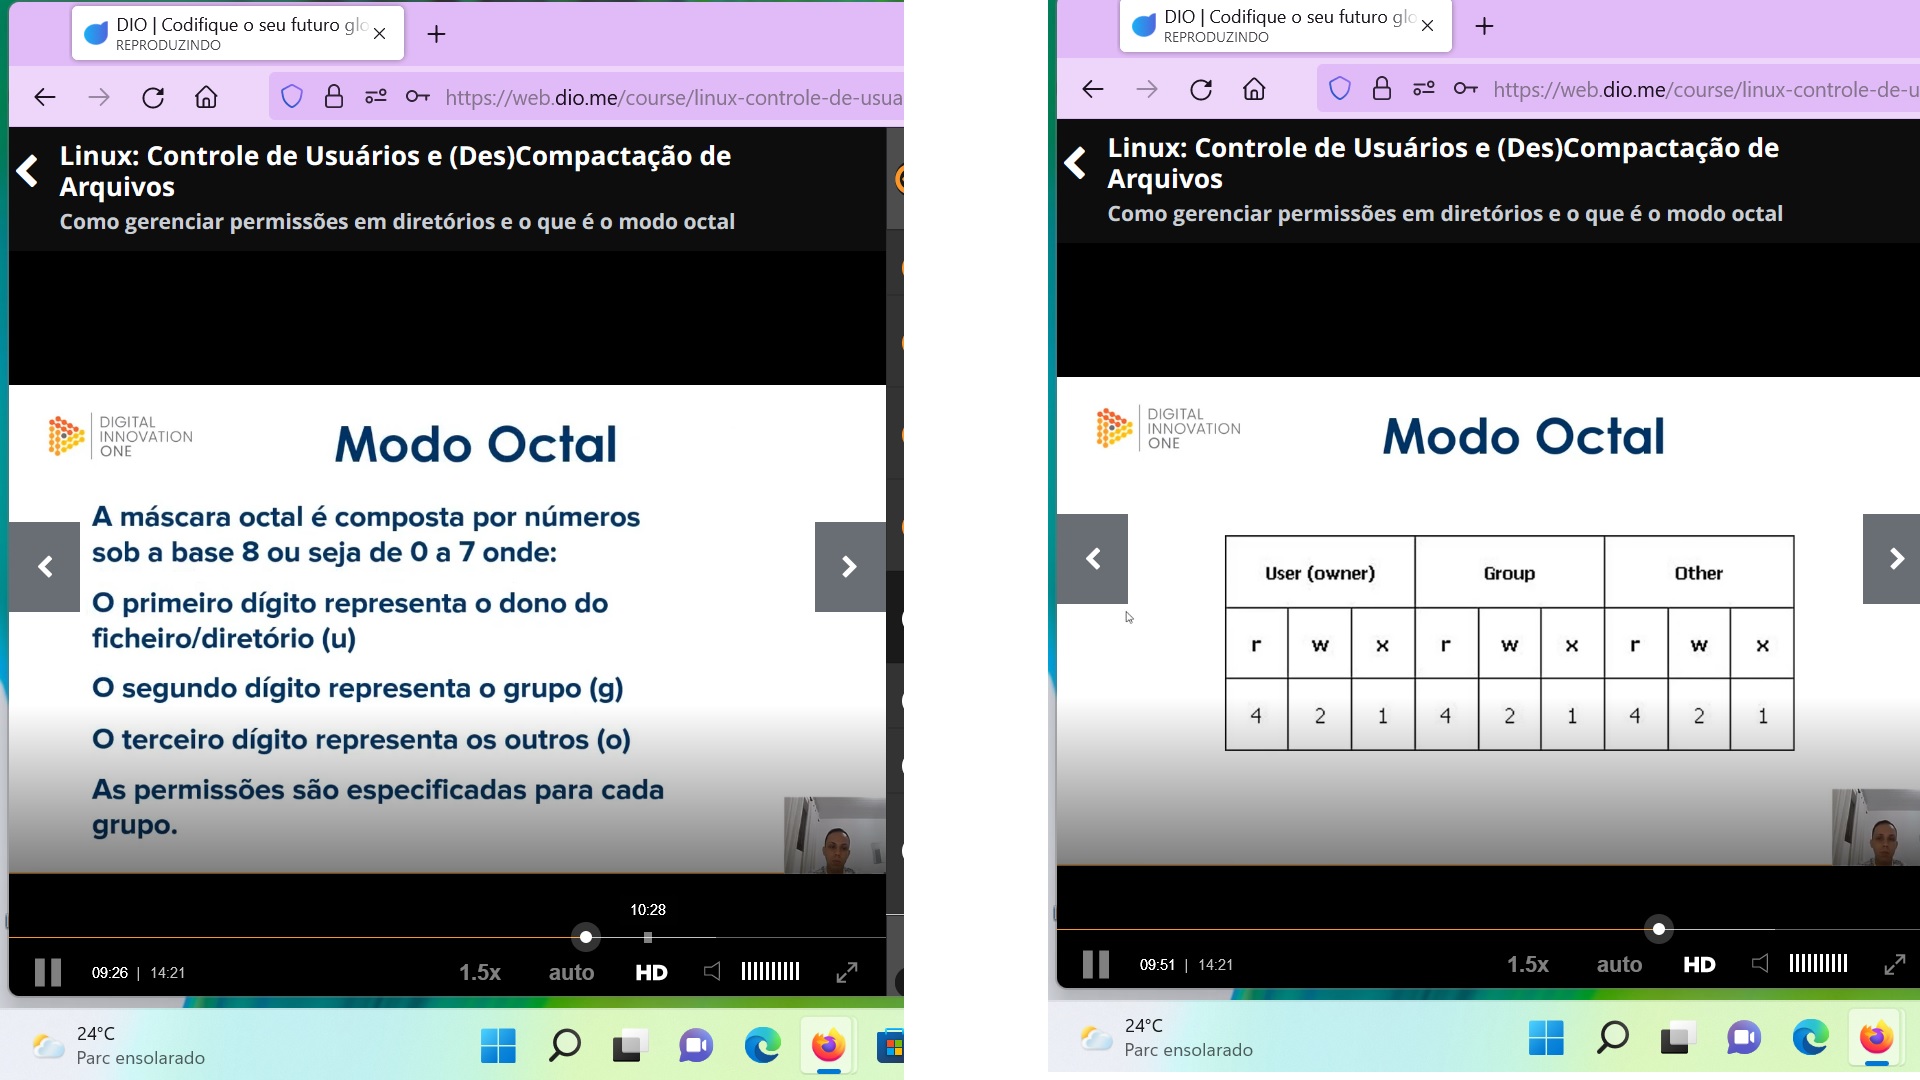 DIO | Codifique o seu futuro glo
REPRODUZINDO
https://web.dio.me/course/linux-controle-de-usua
Linux: Controle de Usuários e (Des)Compactação de
Arquivos
Como gerenciar permissões em diretórios e o que é o modo octal
DIGITAL
INNOVATION
ONE
Modo Octal
A máscara octal é composta por números
sob a base 8 ou seja de 0 a 7 onde:
O primeiro dígito representa o dono do
ficheiro/diretório (u)
O segundo dígito representa o grupo (g)
O terceiro dígito representa os outros (o)
As permissões são especificadas para cada
grupo.
10:28
09:26 | 14:21 1.5x auto HD
24°C
Parc ensolarado
DIO | Codifique o seu futuro glo
REPRODUZINDO
https://web.dio.me/course/linux-controle-de-u
Linux: Controle de Usuários e (Des)Compactação de
Arquivos
Como gerenciar permissões em diretórios e o que é o modo octal
DIGITAL
INNOVATION
ONE
Modo Octal
User (owner) Group Other
r w x r w x r w x
4 2 1 4 2 1 4 2 1
09:51 | 14:21 1.5x auto HD
24°C
Parc ensolarado